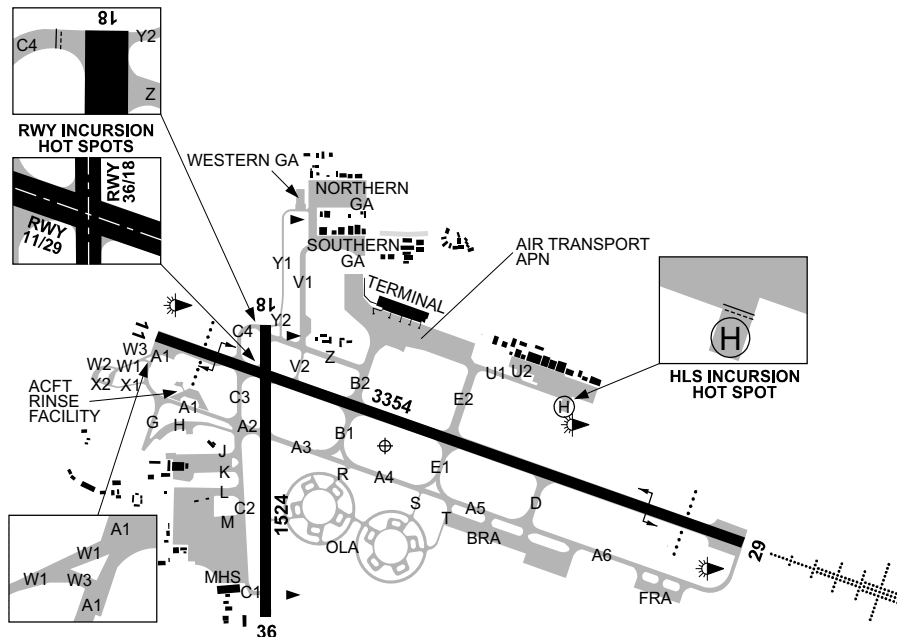 18
C4
Y2
Z
RWY INCURSION
HOT SPOTS
RWY
36/18
RWY
11/29
WESTERN GA
NORTHERN
GA
SOUTHERN
GA
AIR TRANSPORT
APN
TERMINAL
Y1
V1
18
C4
Y2
Z
V2
11
W3
A1
W2
W1
X2
X1
ACFT
RINSE
FACILITY
A1
G
H
C3
A2
B2
3354
E2
U1
U2
H
H
HLS INCURSION
HOT SPOT
J
K
L
M
C2
1524
A3
B1
R
A4
E1
S
T
A5
D
BRA
OLA
A6
29
FRA
MHS
C1
36
A1
W1
W1
W3
A1